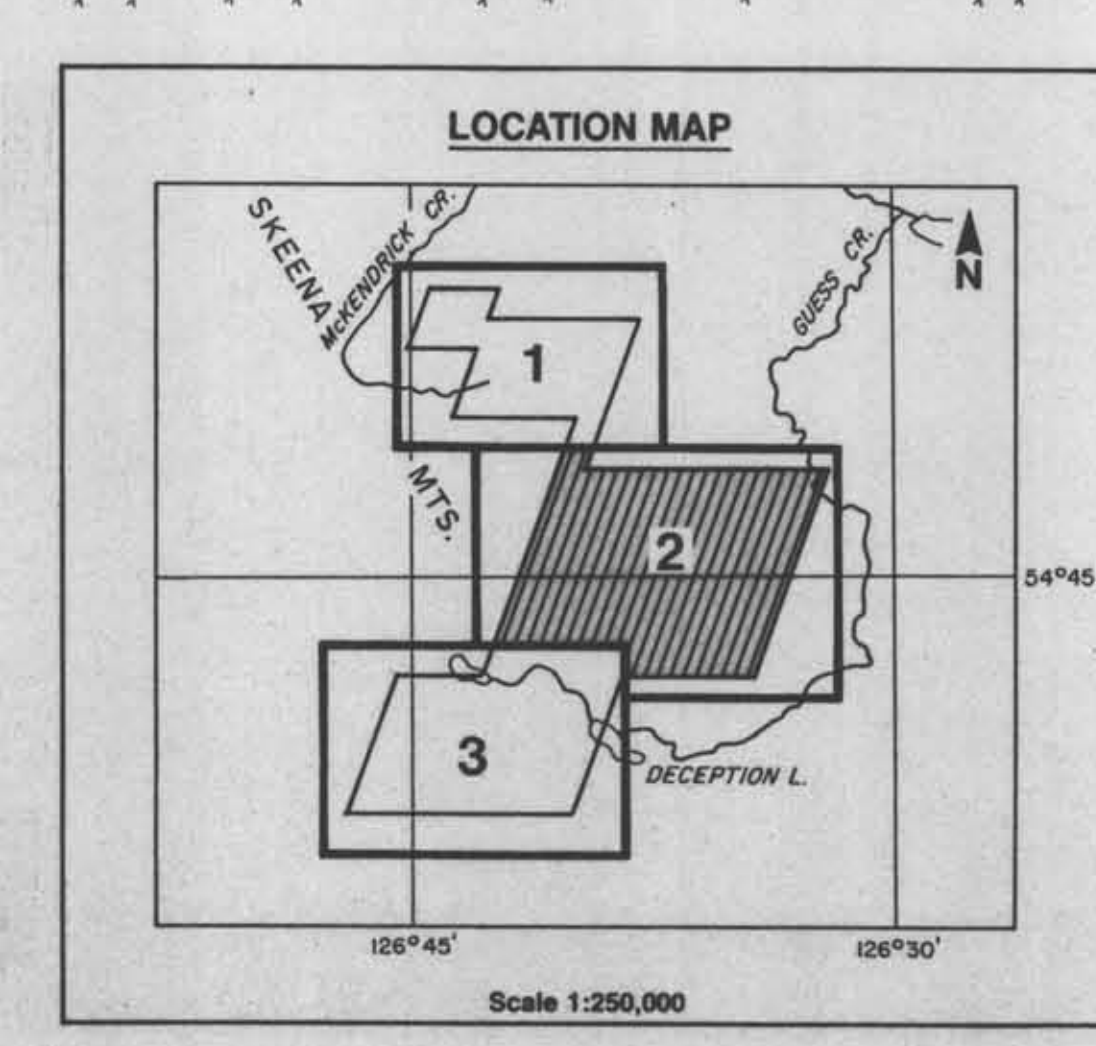 LOCATION MAP
SKEENA
McKENDRICK CR.
GUESS CR.
N
1
MTS.
2
54°45
3
DECEPTION L.
126°45'
126°30'
Scale 1:250,000